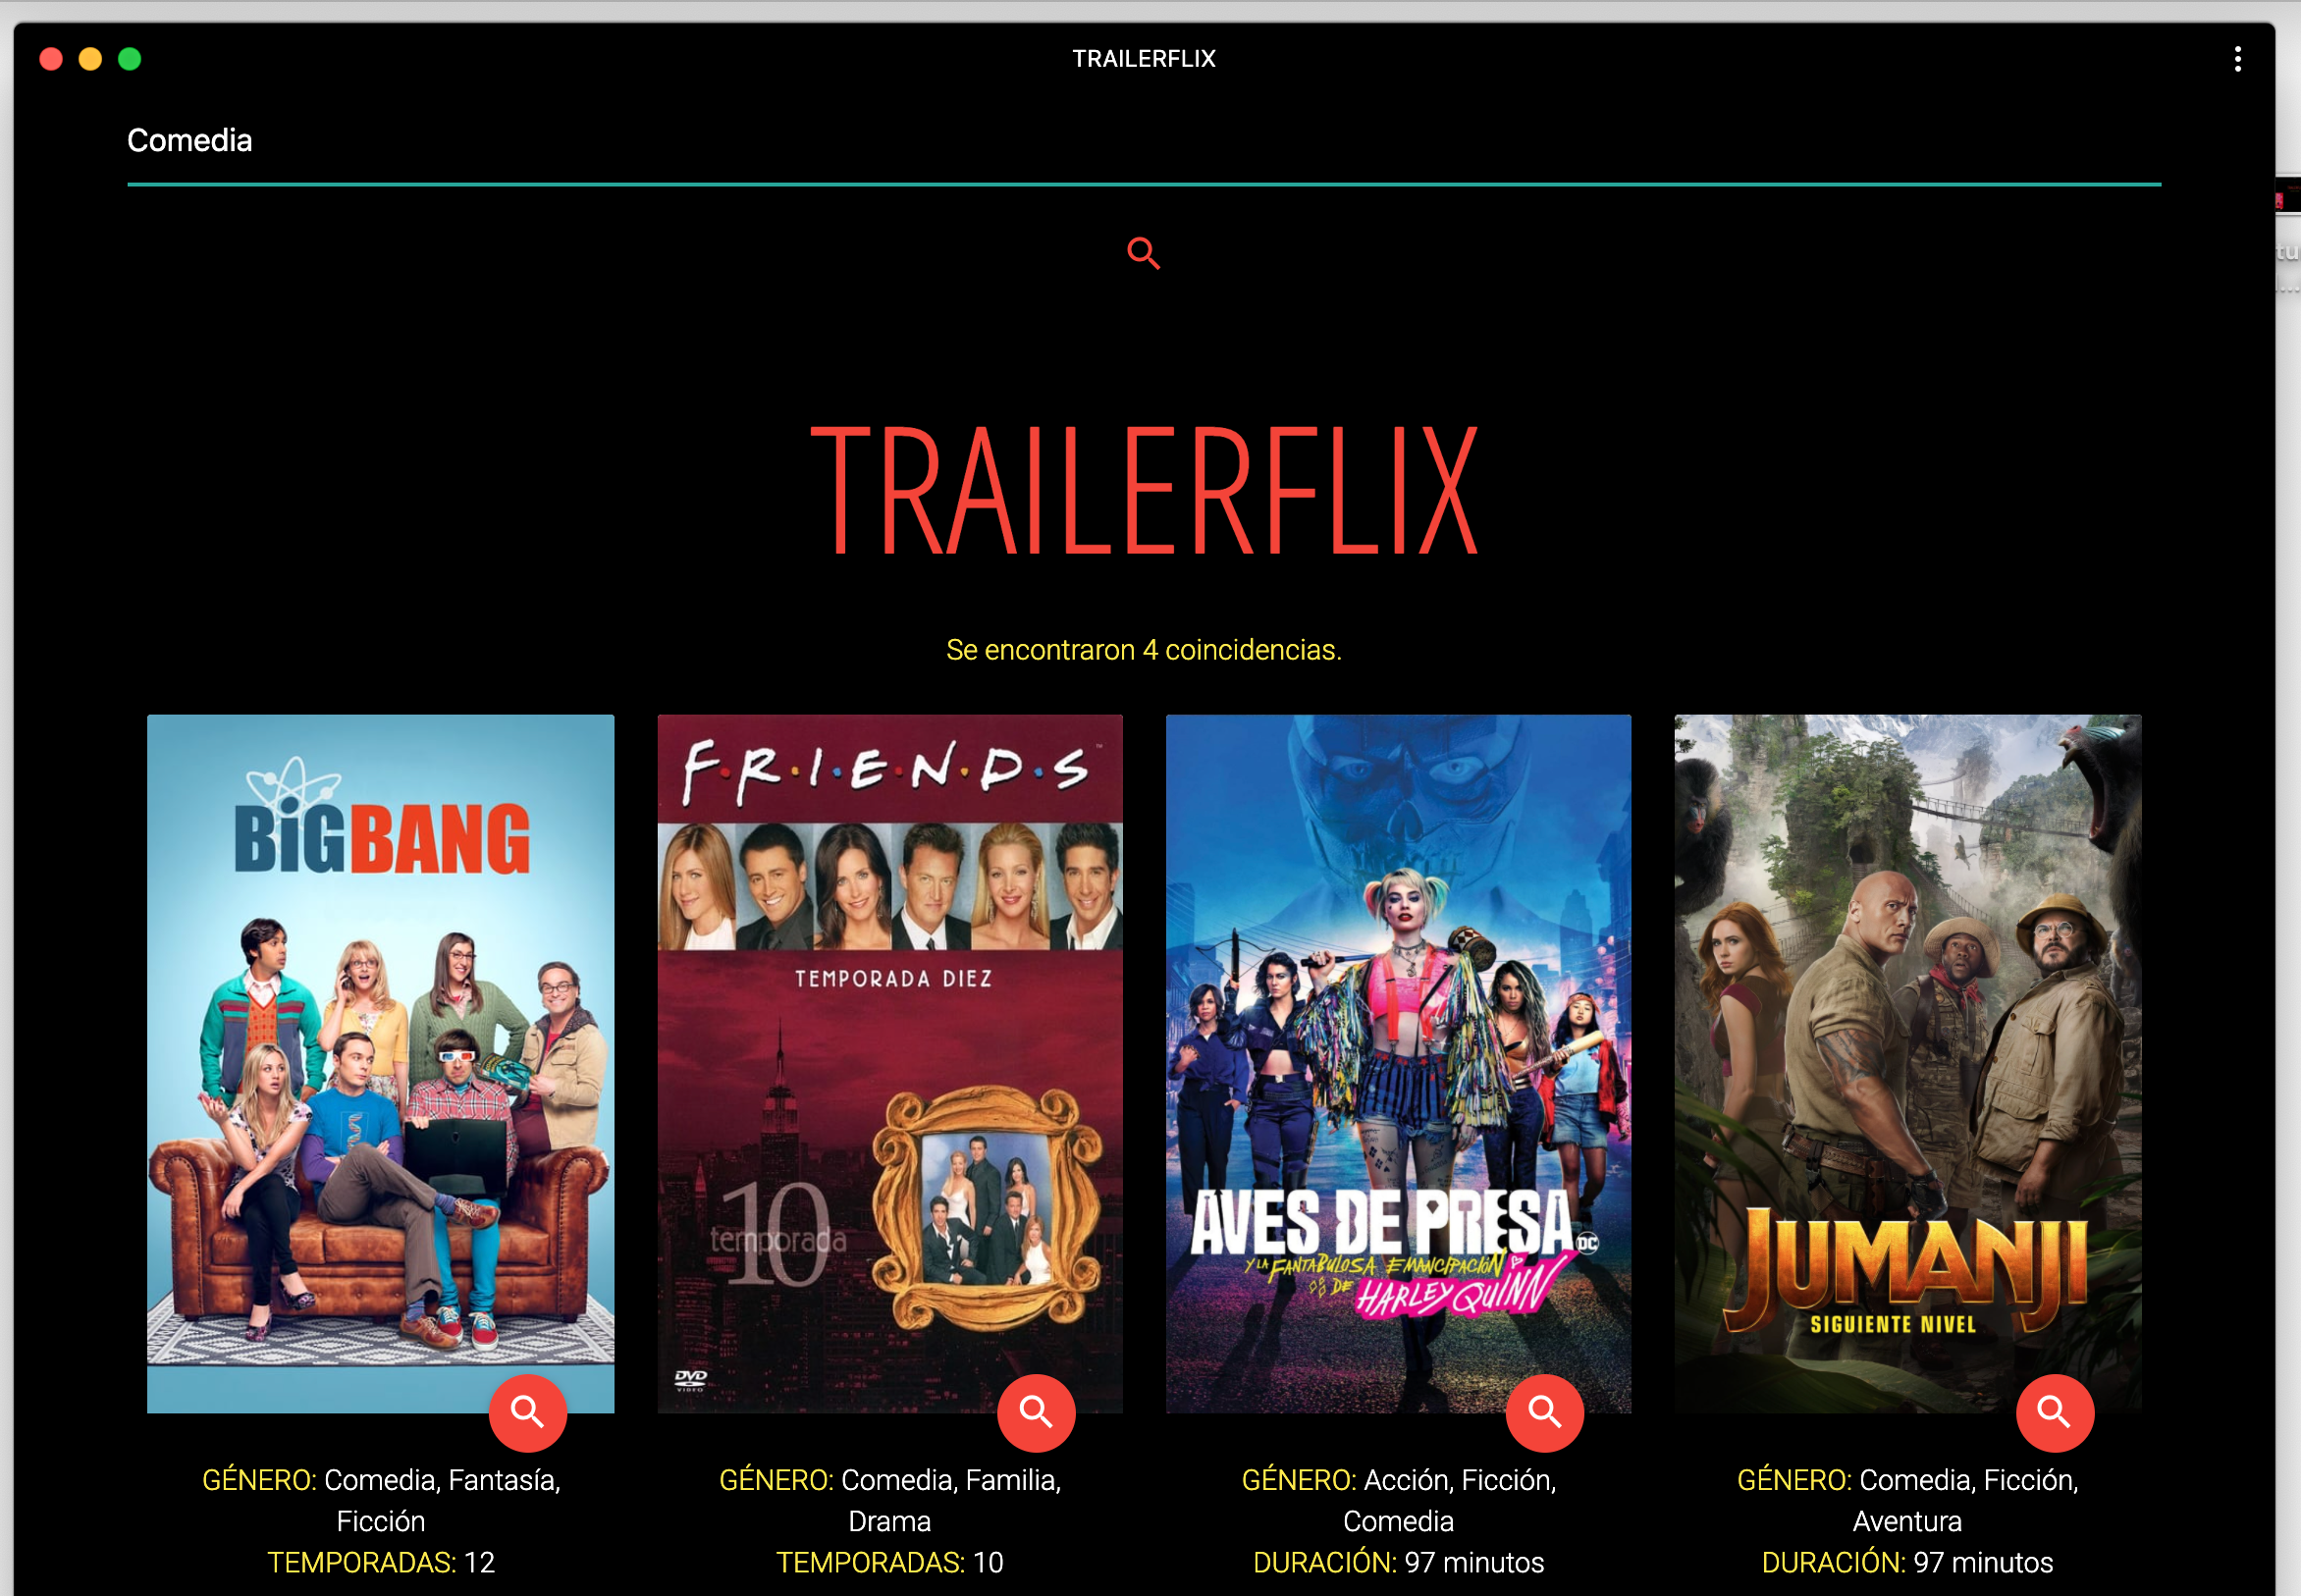 TRAILERFLIX
Comedia
tu
l...
TRAILERFLIX
Se encontraron 4 coincidencias.
BiGBANG
F·R·I·E·N·D·S
TEMPORADA DIEZ
10
temporada
DVD
VIDEO
AVES DE PRESA
DC
Y LA FANTABULOSA EMANCIPACIÓN
DE HARLEY QUINN
JUMANJI
SIGUIENTE NIVEL
GÉNERO: Comedia, Fantasía,
Ficción
TEMPORADAS: 12
GÉNERO: Comedia, Familia,
Drama
TEMPORADAS: 10
GÉNERO: Acción, Ficción,
Comedia
DURACIÓN: 97 minutos
GÉNERO: Comedia, Ficción,
Aventura
DURACIÓN: 97 minutos